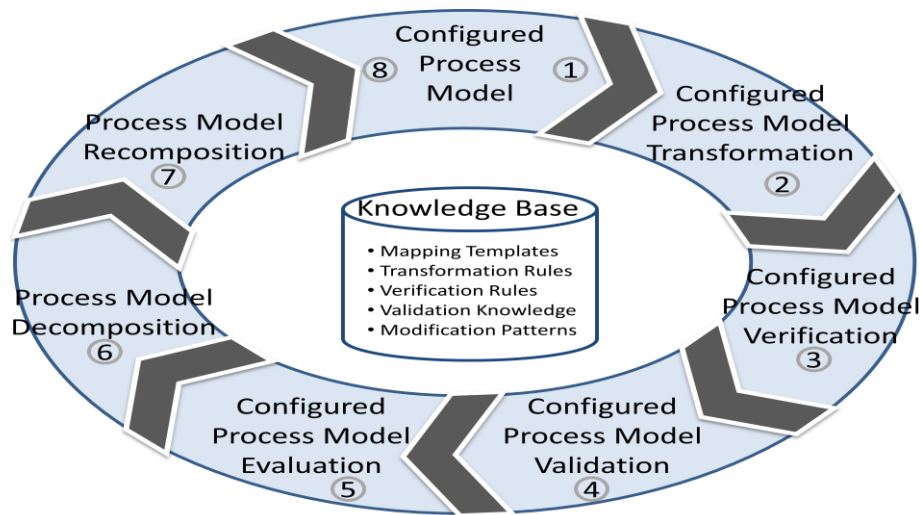 Configured
Process
Model
8
1
Configured
Process Model
Transformation
2
Configured
Process Model
Verification
3
Configured
Process Model
Validation
4
Configured
Process Model
Evaluation
5
Process Model
Decomposition
6
Process Model
Recomposition
7
Knowledge Base
• Mapping Templates
• Transformation Rules
• Verification Rules
• Validation Knowledge
• Modification Patterns